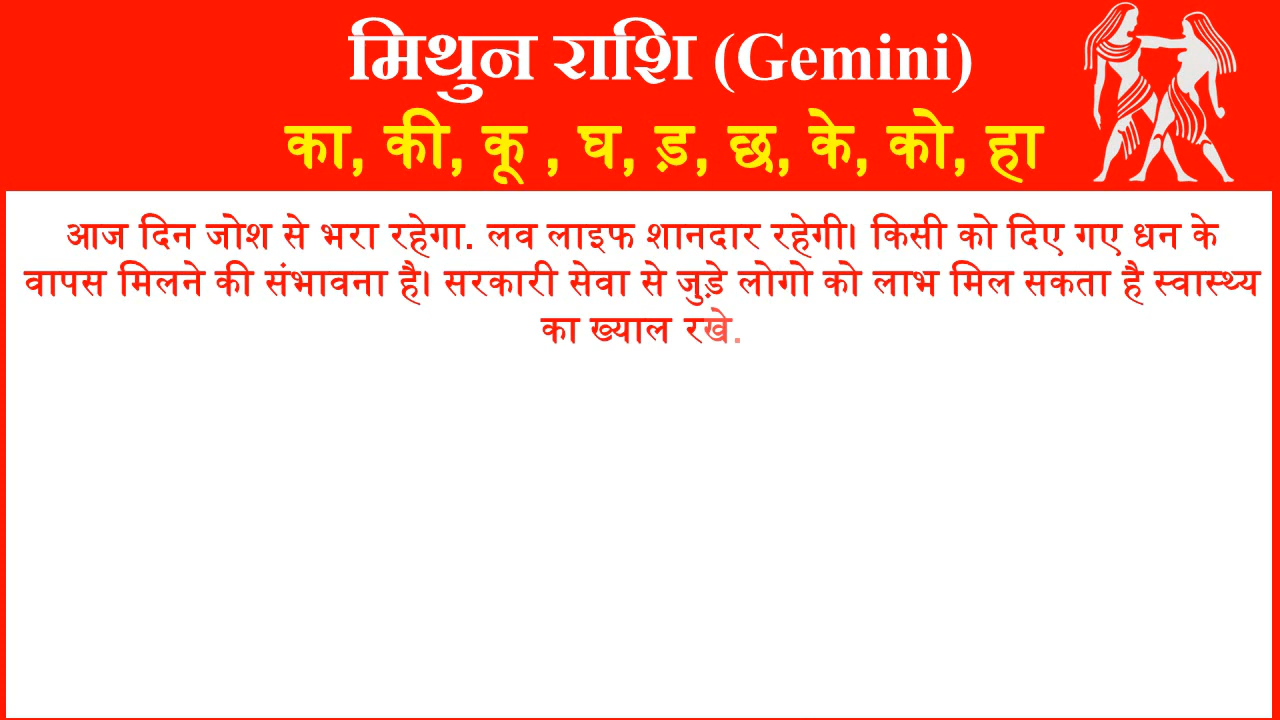 मिथुन राशि (Gemini)
का, की, कू , घ, ड़, छ, के, को, हा
आज दिन जोश से भरा रहेगा. लव लाइफ शानदार रहेगी। किसी को दिए गए धन के
वापस मिलने की संभावना है। सरकारी सेवा से जुड़े लोगो को लाभ मिल सकता है स्वास्थ्य
का ख्याल रखे.